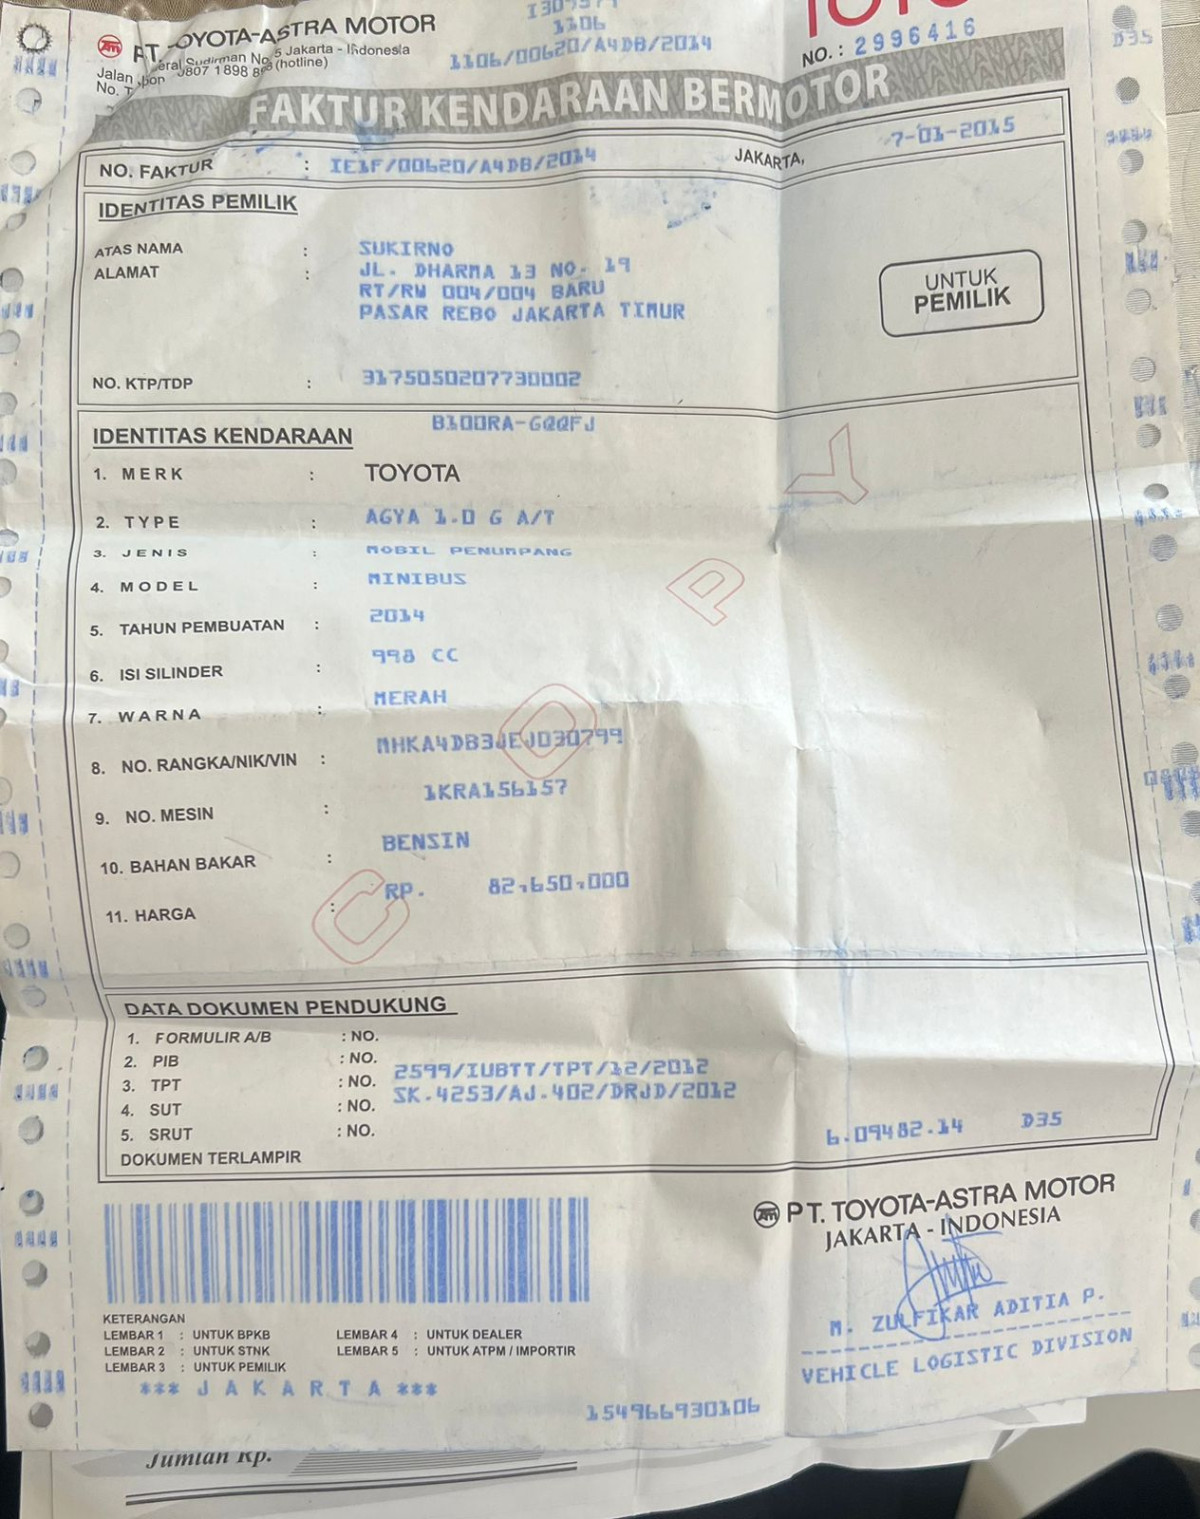 PT. TOYOTA-ASTRA MOTOR
Sudirman No. 5 Jakarta - Indonesia
0807 1898 (hotline)
1106
1106/00620/A4DB/2014
NO.: 2996416
FAKTUR KENDARAAN BERMOTOR
NO. FAKTUR : IE1F/00620/A4DB/2014 JAKARTA, 7-01-2015
IDENTITAS PEMILIK
ATAS NAMA : SUKIRNO
ALAMAT : JL. DHARMA 13 NO. 19
RT/RW 004/004 BARU
PASAR REBO JAKARTA TIMUR
UNTUK
PEMILIK
NO. KTP/TDP : 3175050207730002
B100RA-GQQFJ
IDENTITAS KENDARAAN
1. MERK : TOYOTA
2. TYPE : AGYA 1.0 G A/T
3. JENIS : MOBIL PENUMPANG
4. MODEL : MINIBUS
5. TAHUN PEMBUATAN : 2014
6. ISI SILINDER : 998 CC
7. WARNA : MERAH
8. NO. RANGKA/NIK/VIN : MHKA4DB3JEJ030799
9. NO. MESIN : 1KRA156157
10. BAHAN BAKAR : BENSIN
11. HARGA : RP. 82,650,000
COPY
DATA DOKUMEN PENDUKUNG
1. FORMULIR A/B : NO.
2. PIB : NO.
3. TPT : NO. 2599/IUBTT/TPT/12/2012
4. SUT : NO. SK.4253/AJ.402/DRJD/2012
5. SRUT : NO.
DOKUMEN TERLAMPIR
6.09482.14 D35
PT. TOYOTA-ASTRA MOTOR
JAKARTA - INDONESIA
M. ZULFIKAR ADITIA P.
VEHICLE LOGISTIC DIVISION
KETERANGAN
LEMBAR 1 : UNTUK BPKB LEMBAR 4 : UNTUK DEALER
LEMBAR 2 : UNTUK STNK LEMBAR 5 : UNTUK ATPM / IMPORTIR
LEMBAR 3 : UNTUK PEMILIK
*** J A K A R T A ***
154966930106
Jumlah Rp.